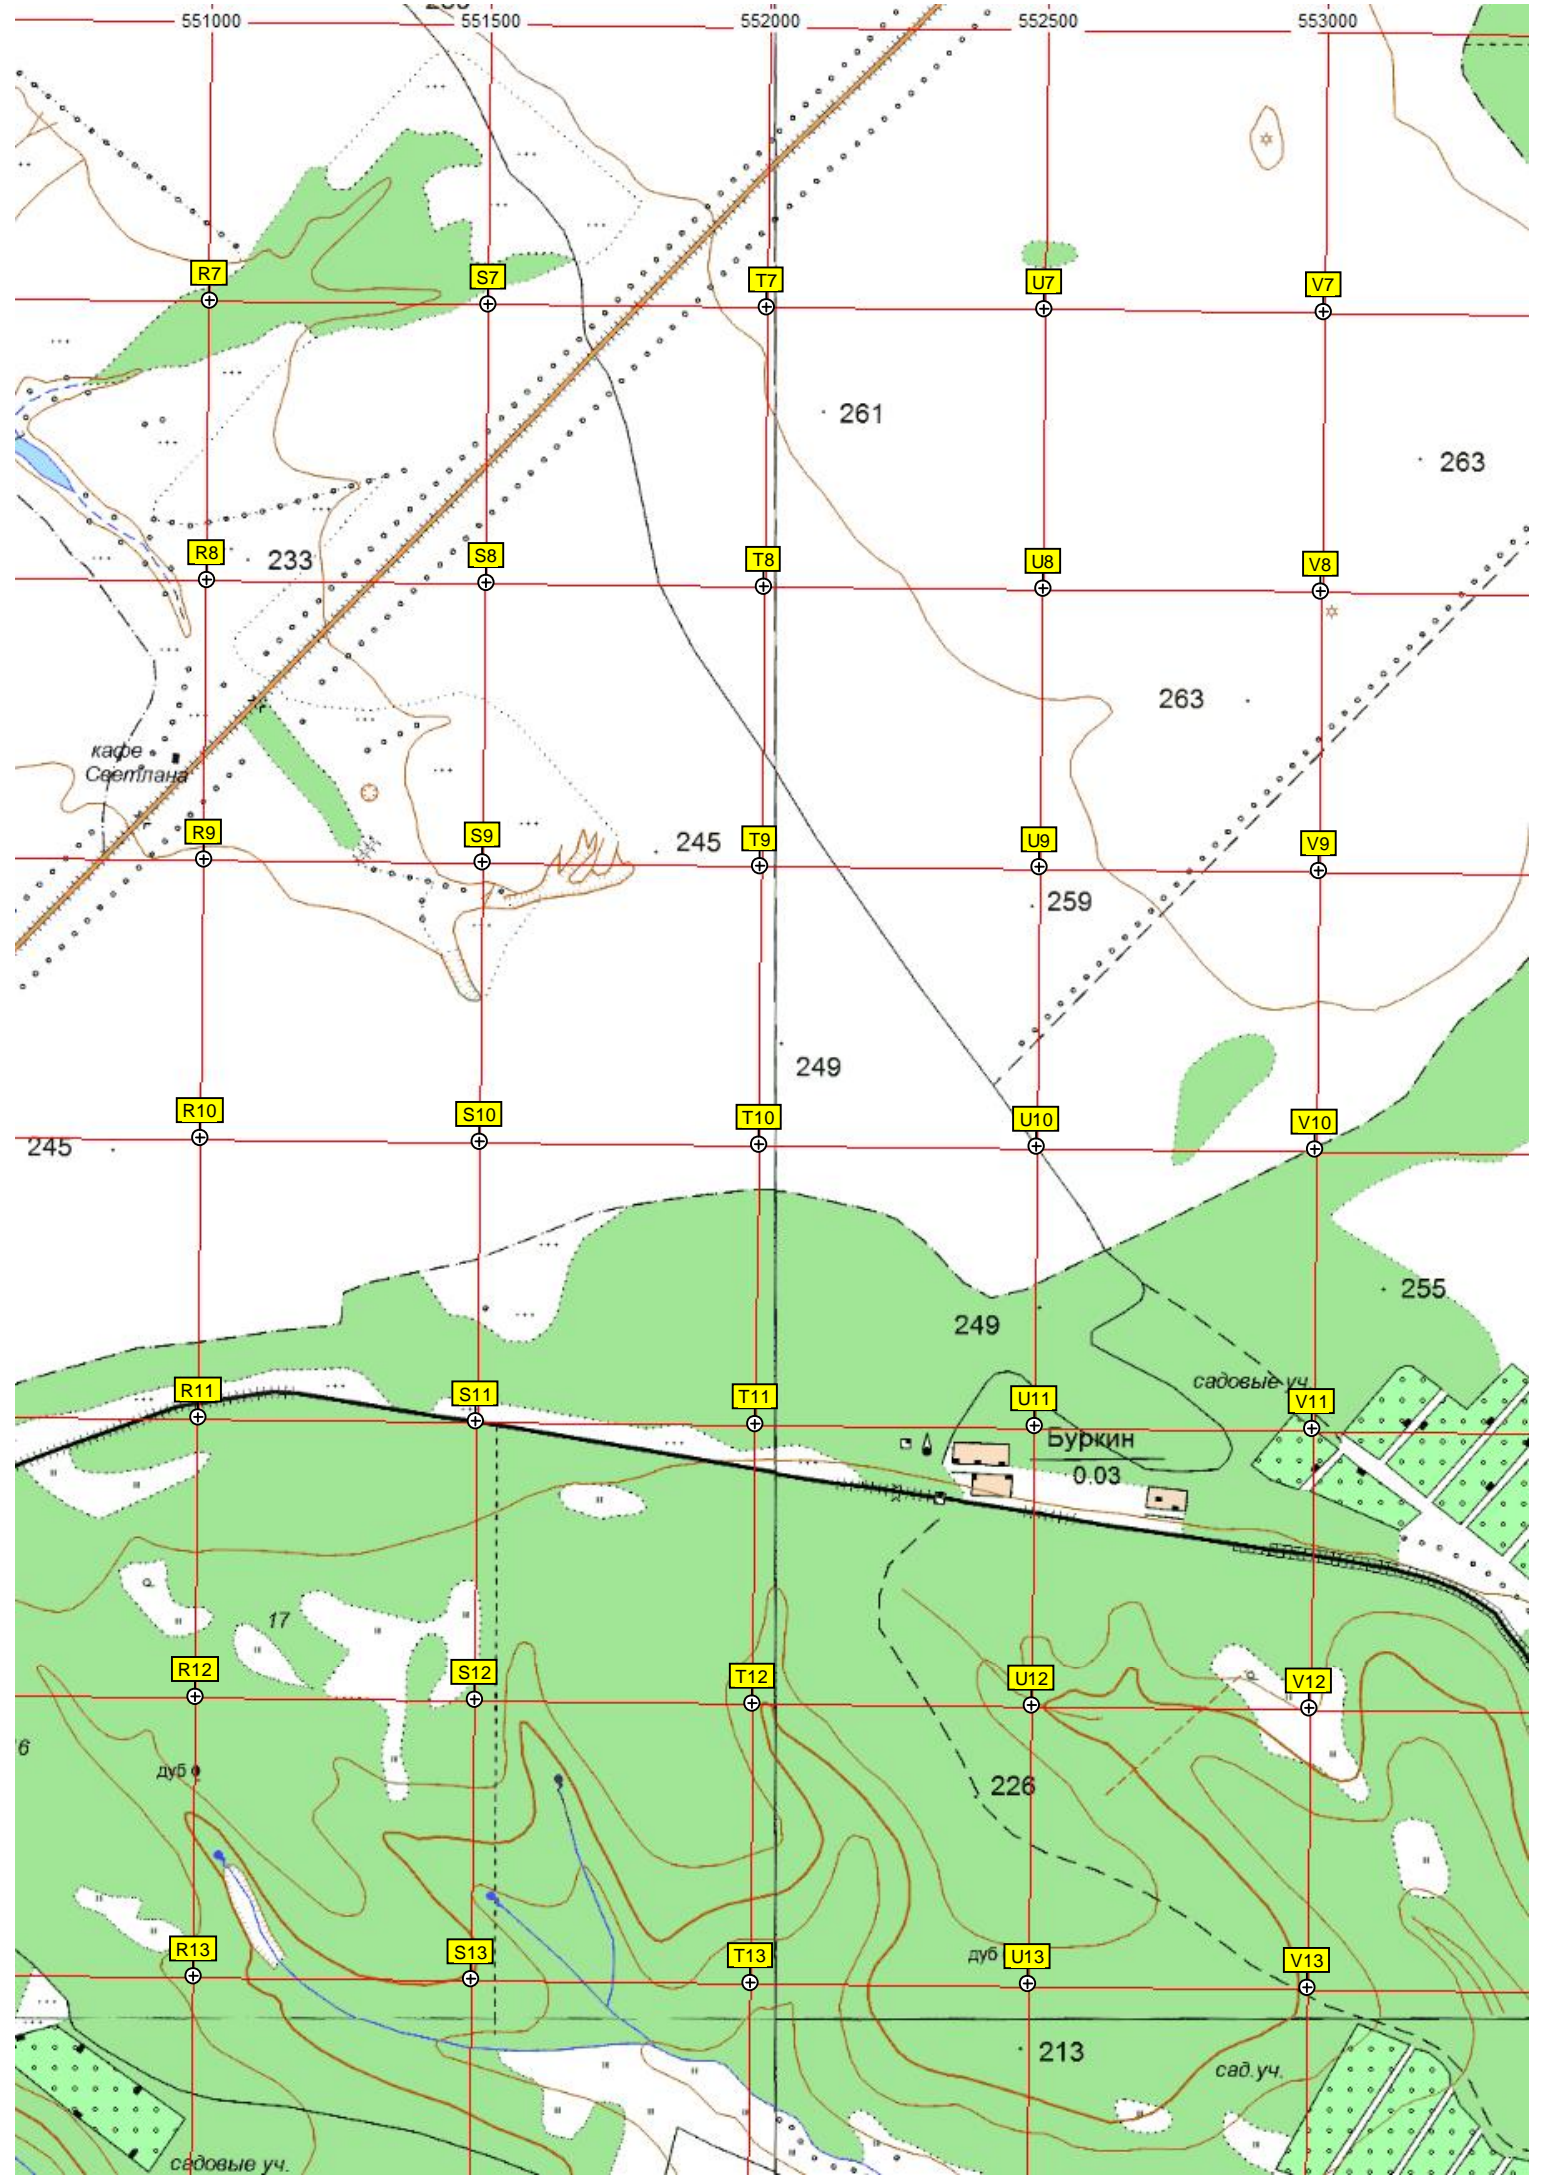 551000 551500 552000 552500 553000
R7 S7 T7 U7 V7
261
263
R8 S8 T8 U8 V8
233
263
кафе
Светлана
R9 S9 T9 U9 V9
245
259
249
R10 S10 T10 U10 V10
245
255
249
садовые уч.
R11 S11 T11 U11 V11
Буркин
0.03
17
R12 S12 T12 U12 V12
6
дуб
226
R13 S13 T13 U13 V13
дуб
213
сад.уч.
садовые уч.